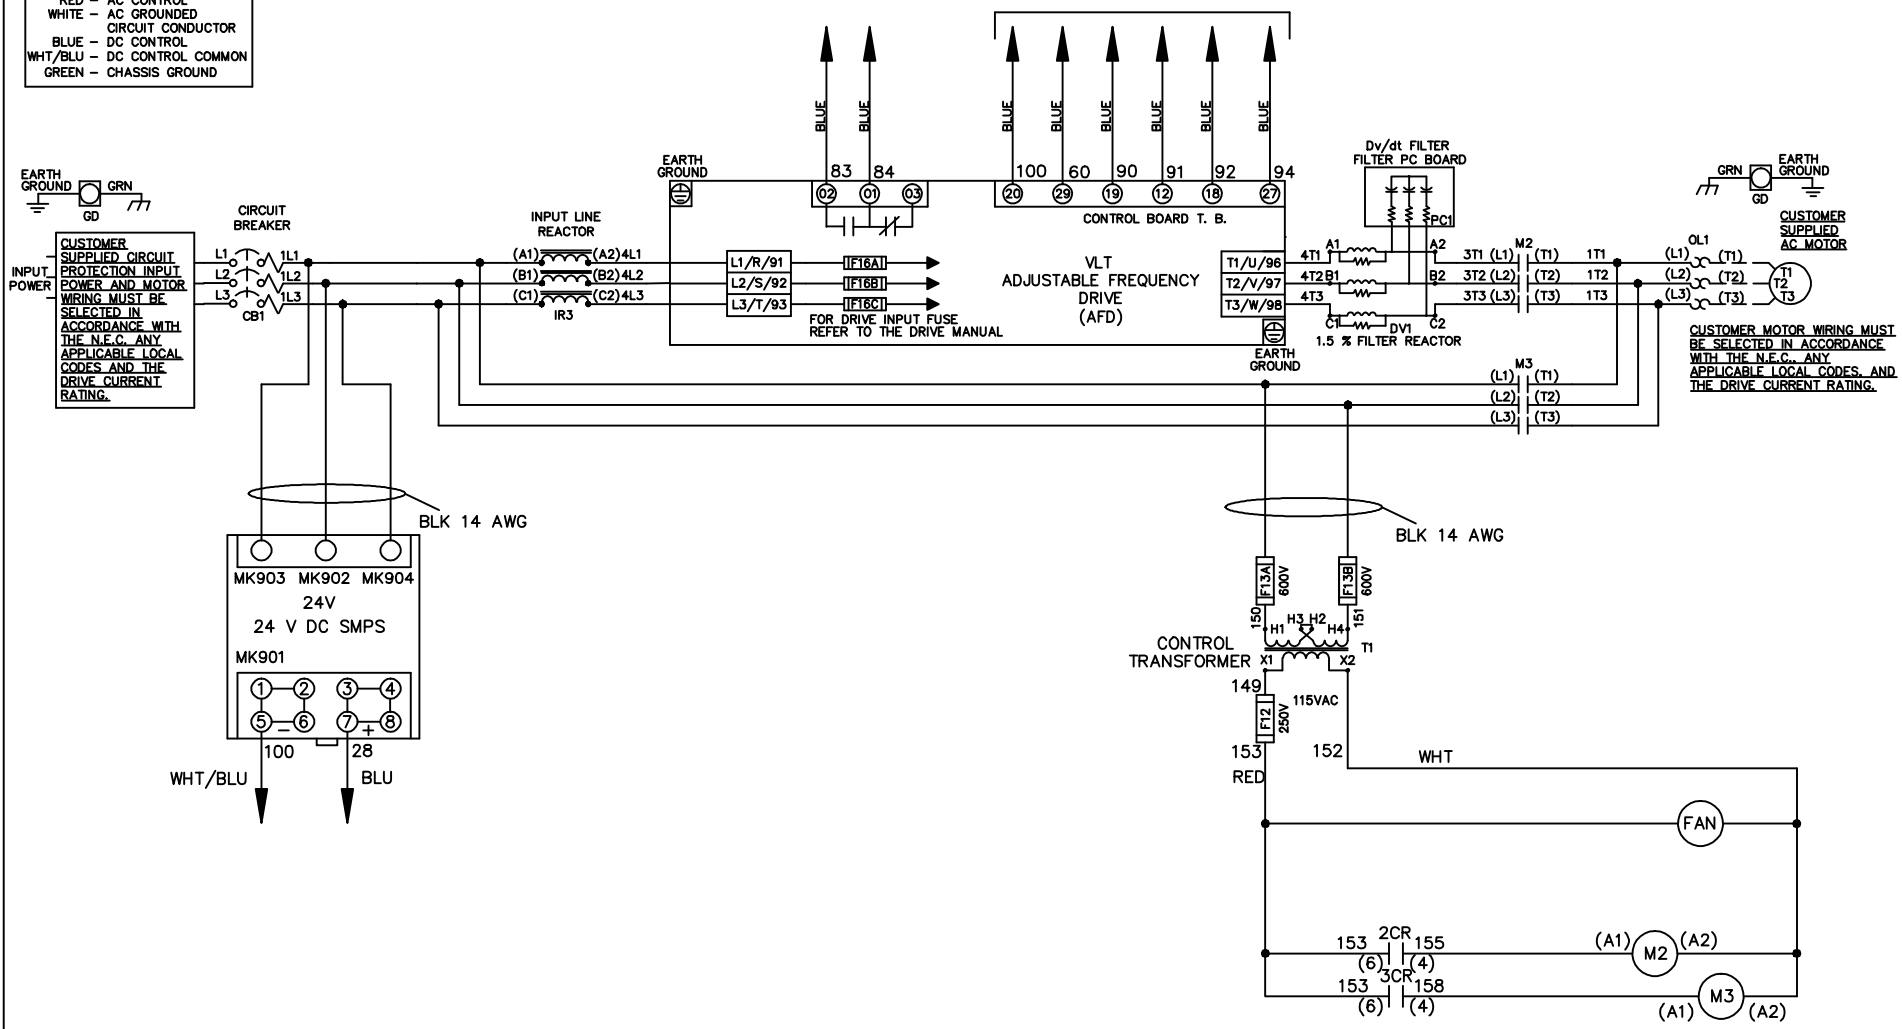 RED – AC CONTROL
WHITE – AC GROUNDED
CIRCUIT CONDUCTOR
BLUE – DC CONTROL
WHT/BLU – DC CONTROL COMMON
GREEN – CHASSIS GROUND
EARTH
GROUND
GRN
GD
INPUT
POWER
CUSTOMER
SUPPLIED CIRCUIT
PROTECTION INPUT
POWER AND MOTOR
WIRING MUST BE
SELECTED IN
ACCORDANCE WITH
THE N.E.C. ANY
APPLICABLE LOCAL
CODES AND THE
DRIVE CURRENT
RATING.
CIRCUIT
BREAKER
L1 1L1
L2 1L2
L3 1L3
CB1
INPUT LINE
REACTOR
(A1) (A2) 4L1
(B1) (B2) 4L2
(C1) (C2) 4L3
IR3
EARTH
GROUND
BLUE BLUE
83 84
02 01 03
BLUE BLUE BLUE BLUE BLUE BLUE
100 60 90 91 92 94
20 29 19 12 18 27
CONTROL BOARD T. B.
L1/R/91 F16A
L2/S/92 F16B
L3/T/93 F16C
FOR DRIVE INPUT FUSE
REFER TO THE DRIVE MANUAL
VLT
ADJUSTABLE FREQUENCY
DRIVE
(AFD)
T1/U/96
T2/V/97
T3/W/98
EARTH
GROUND
Dv/dt FILTER
FILTER PC BOARD
PC1
4T1 A1 A2
4T2 B1 B2
4T3
C1 DV1 C2
1.5 % FILTER REACTOR
M2
3T1 (L1) (T1) 1T1
3T2 (L2) (T2) 1T2
3T3 (L3) (T3) 1T3
M3
(L1) (T1)
(L2) (T2)
(L3) (T3)
GRN
GD
EARTH
GROUND
CUSTOMER
SUPPLIED
AC MOTOR
OL1
(L1) (T1)
(L2) (T2)
(L3) (T3)
T1
T2
T3
CUSTOMER MOTOR WIRING MUST
BE SELECTED IN ACCORDANCE
WITH THE N.E.C., ANY
APPLICABLE LOCAL CODES, AND
THE DRIVE CURRENT RATING.
BLK 14 AWG
MK903 MK902 MK904
24V
24 V DC SMPS
MK901
1 2 3 4
5 6 7 8
– +
100 28
WHT/BLU BLU
BLK 14 AWG
F13A 600V F13B 600V
150 151
H1 H3 H2 H4
CONTROL
TRANSFORMER
X1 X2 T1
149
115VAC
F12 250V
153 152
RED
WHT
FAN
2CR
153 155
(6) (4)
(A1) M2 (A2)
3CR
153 158
(6) (4)
(A1) M3 (A2)